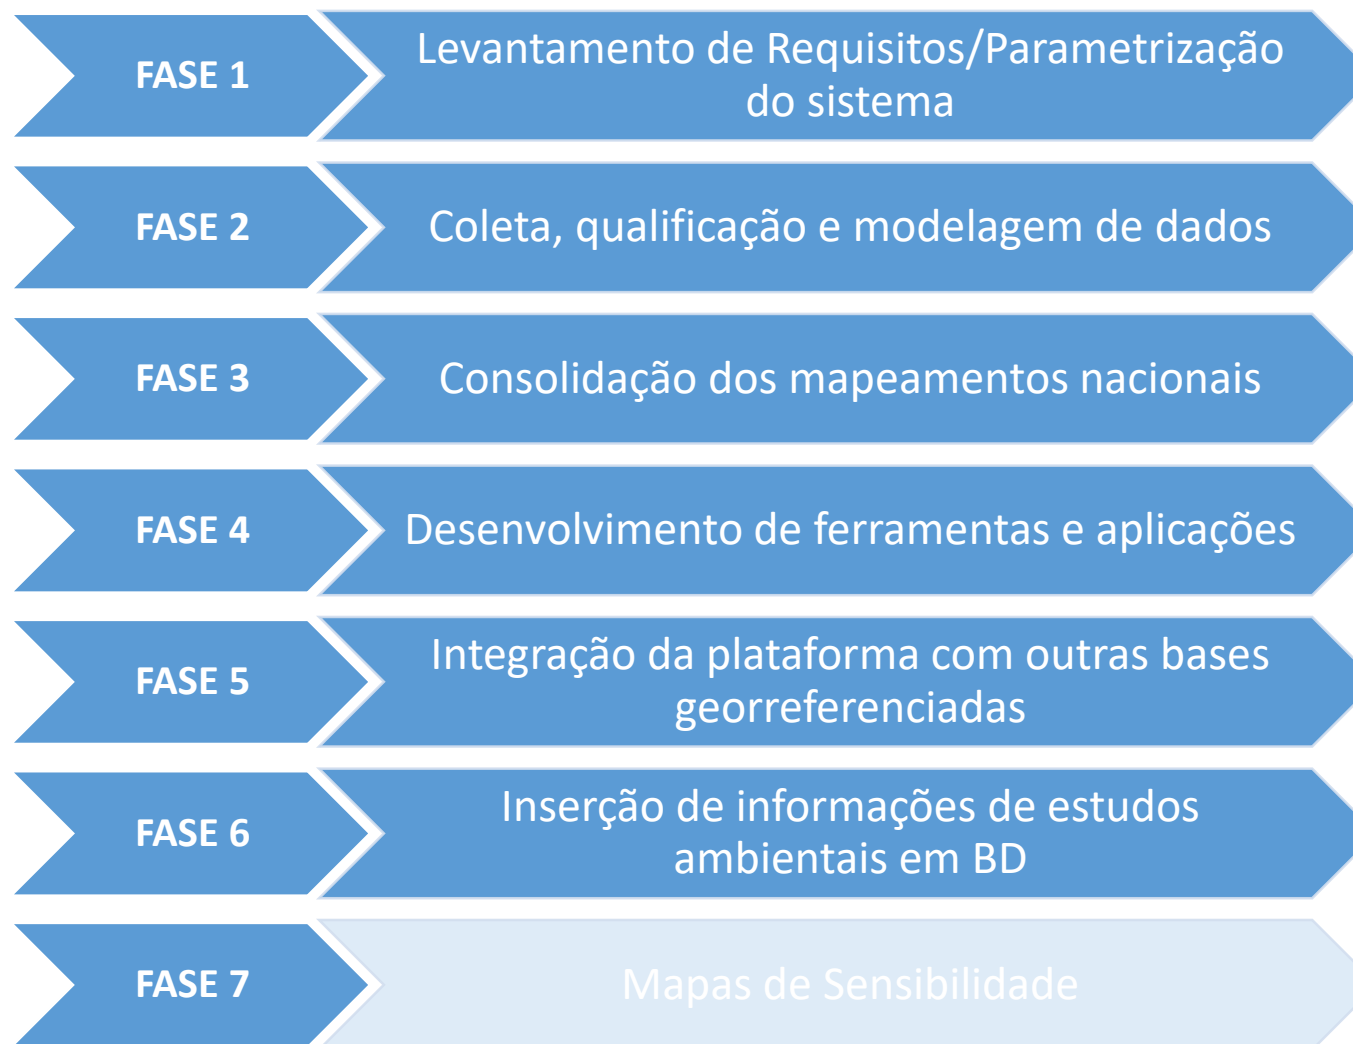 FASE 1
Levantamento de Requisitos/Parametrização
do sistema
FASE 2
Coleta, qualificação e modelagem de dados
FASE 3
Consolidação dos mapeamentos nacionais
FASE 4
Desenvolvimento de ferramentas e aplicações
FASE 5
Integração da plataforma com outras bases
georreferenciadas
FASE 6
Inserção de informações de estudos
ambientais em BD
FASE 7
Mapas de Sensibilidade